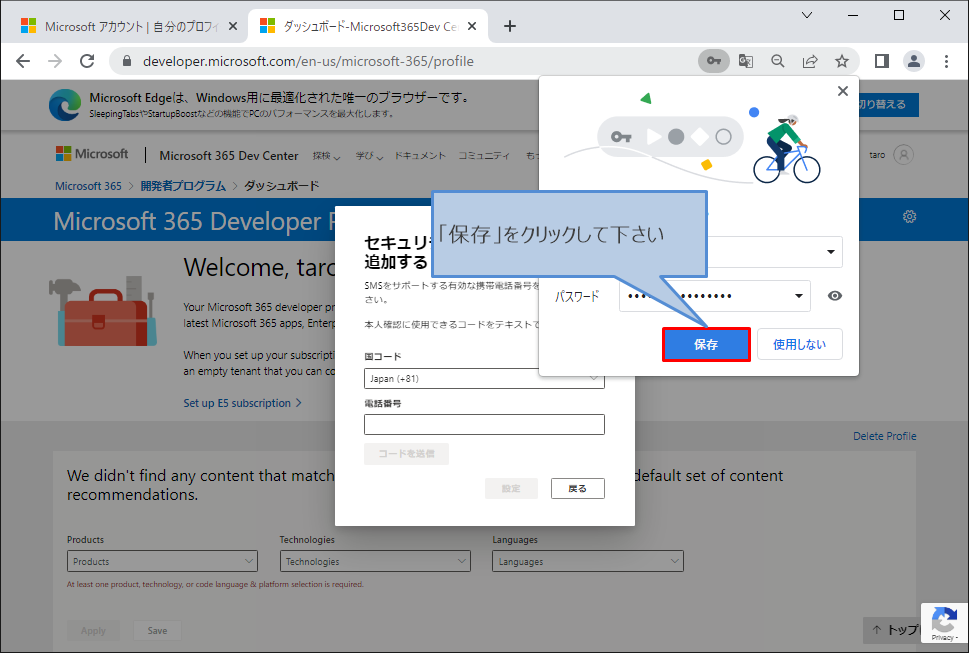 Microsoft アカウント | 自分のプロフィ
ダッシュボード-Microsoft365Dev Ce
developer.microsoft.com/en-us/microsoft-365/profile
Microsoft Edgeは、Windows用に最適化された唯一のブラウザーです。
SleepingTabsやStartupBoostなどの機能でPCのパフォーマンスを最大化します。
切り替える
Microsoft
Microsoft 365 Dev Center
探検
学び
ドキュメント
コミュニティ
taro
Microsoft 365 > 開発者プログラム > ダッシュボード
Microsoft 365 Developer P
「保存」をクリックして下さい
Welcome, taro
Your Microsoft 365 developer pr
latest Microsoft 365 apps, Enterp
When you set up your subscripti
an empty tenant that you can co
Set up E5 subscription >
セキュリ
追加する
SMSをサポートする有効な携帯電話番号を
さい。
本人確認に使用できるコードをテキストで
国コード
Japan (+81)
電話番号
コードを送信
設定
戻る
パスワード
保存
使用しない
Delete Profile
We didn't find any content that match
default set of content
recommendations.
Products
Technologies
Languages
Products
Technologies
Languages
At least one product, technology, or code language & platform selection is required.
Apply
Save
トップ
Privacy -